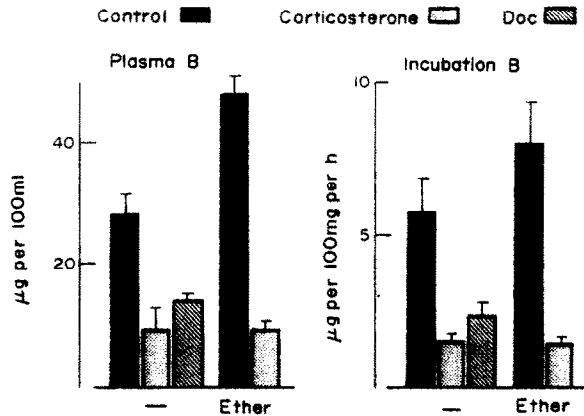 Control Corticosterone Doc
Plasma B
Incubation B
μg per 100ml
40
20
— Ether
μg per 100mg per h
10
5
— Ether